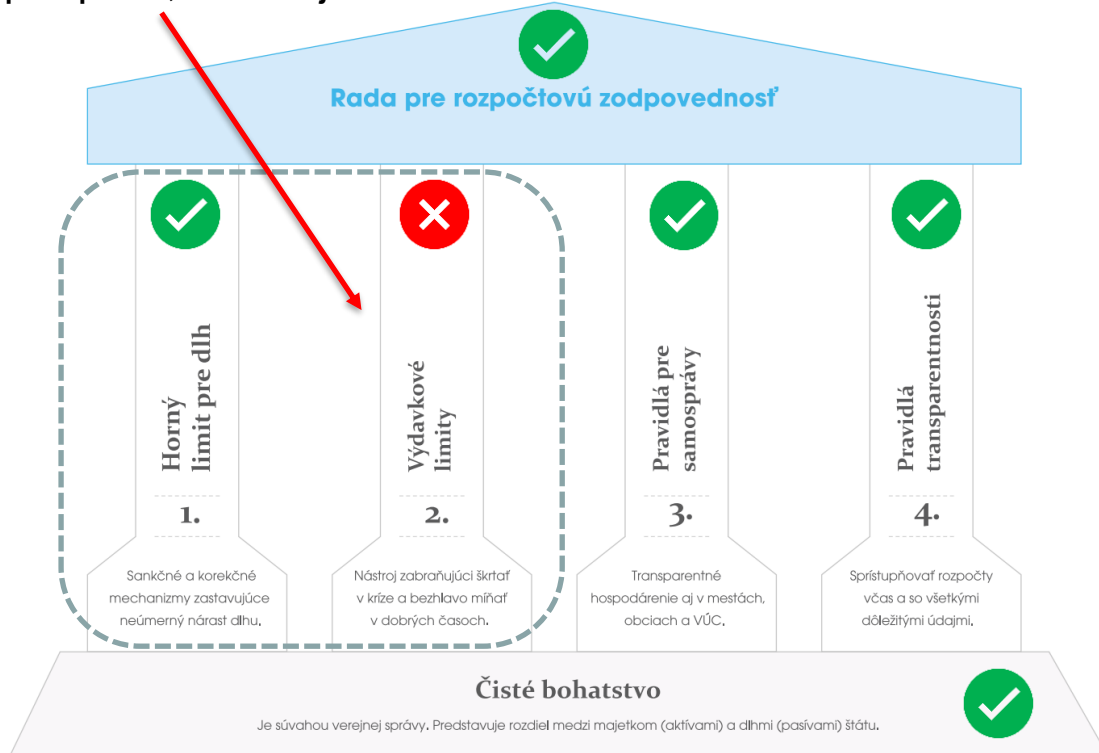 Rada pre rozpočtovú zodpovednosť
Horný
limit pre dlh
1.
Sankčné a korekčné
mechanizmy zastavujúce
neúmerný nárast dlhu.
Výdavkové
limity
2.
Nástroj zabraňujúci škrtať
v kríze a bezhlavo míňať
v dobrých časoch.
Pravidlá pre
samosprávy
3.
Transparentné
hospodárenie aj v mestách,
obciach a VÚC.
Pravidlá
transparentnosti
4.
Sprístupňovať rozpočty
včas a so všetkými
dôležitými údajmi.
Čisté bohatstvo
Je súvahou verejnej správy. Predstavuje rozdiel medzi majetkom (aktívami) a dlhmi (pasívami) štátu.